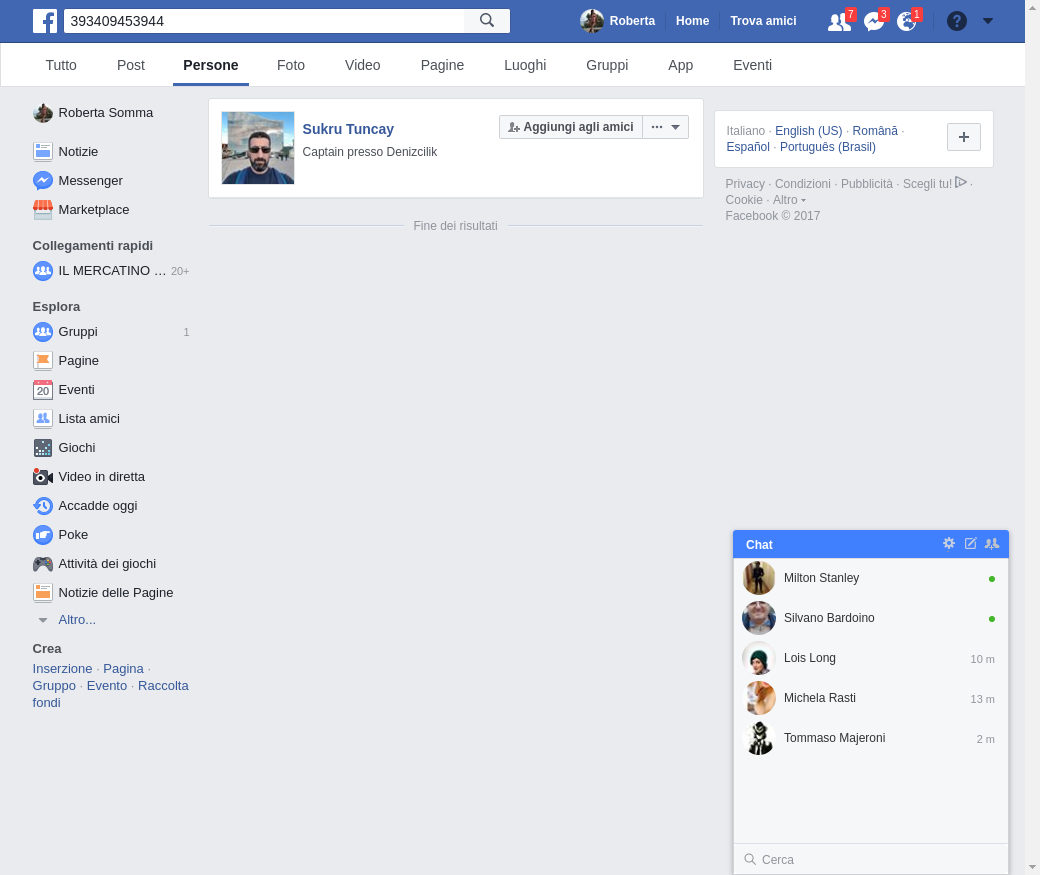 393409453944
Roberta
Home
Trova amici
7
3
1
?
Tutto
Post
Persone
Foto
Video
Pagine
Luoghi
Gruppi
App
Eventi
Roberta Somma
Notizie
Messenger
Marketplace
Collegamenti rapidi
IL MERCATINO ... 20+
Esplora
Gruppi 1
Pagine
20
Eventi
Lista amici
Giochi
Video in diretta
Accadde oggi
Poke
Attività dei giochi
Notizie delle Pagine
Altro...
Crea
Inserzione · Pagina ·
Gruppo · Evento · Raccolta
fondi
Sukru Tuncay
Captain presso Denizcilik
Aggiungi agli amici
Fine dei risultati
Italiano · English (US) · Română ·
Español · Português (Brasil)
Privacy · Condizioni · Pubblicità · Scegli tu! ·
Cookie · Altro
Facebook © 2017
Chat
Milton Stanley
Silvano Bardoino
Lois Long 10 m
Michela Rasti 13 m
Tommaso Majeroni 2 m
Cerca